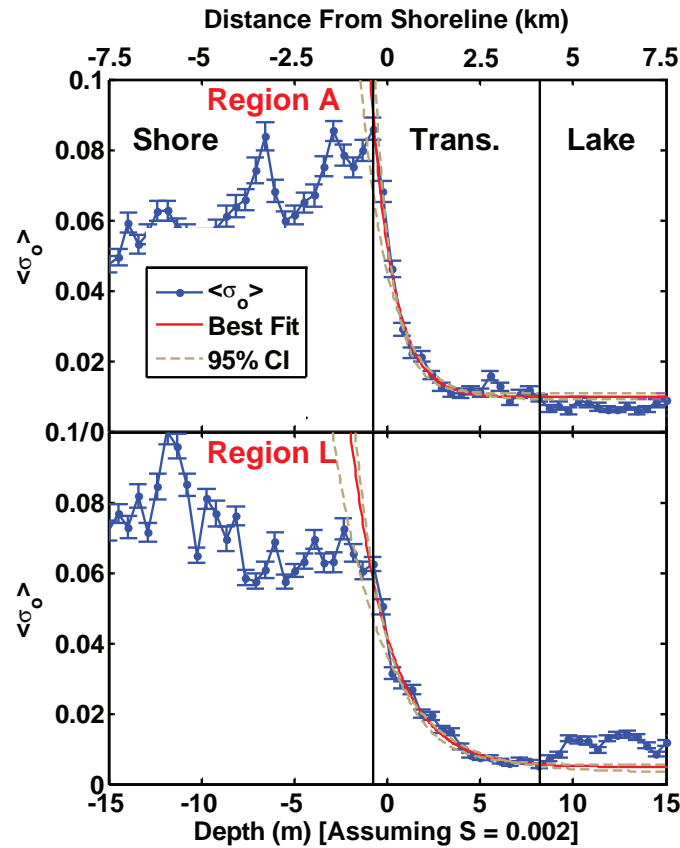 Distance From Shoreline (km)
-7.5 -5 -2.5 0 2.5 5 7.5
0.1
Region A
Shore Trans. Lake
0.08
0.06
<σo>
0.04
<σo>
Best Fit
95% CI
0.02
0.1/0
Region L
0.08
0.06
<σo>
0.04
0.02
0
-15 -10 -5 0 5 10 15
Depth (m) [Assuming S = 0.002]